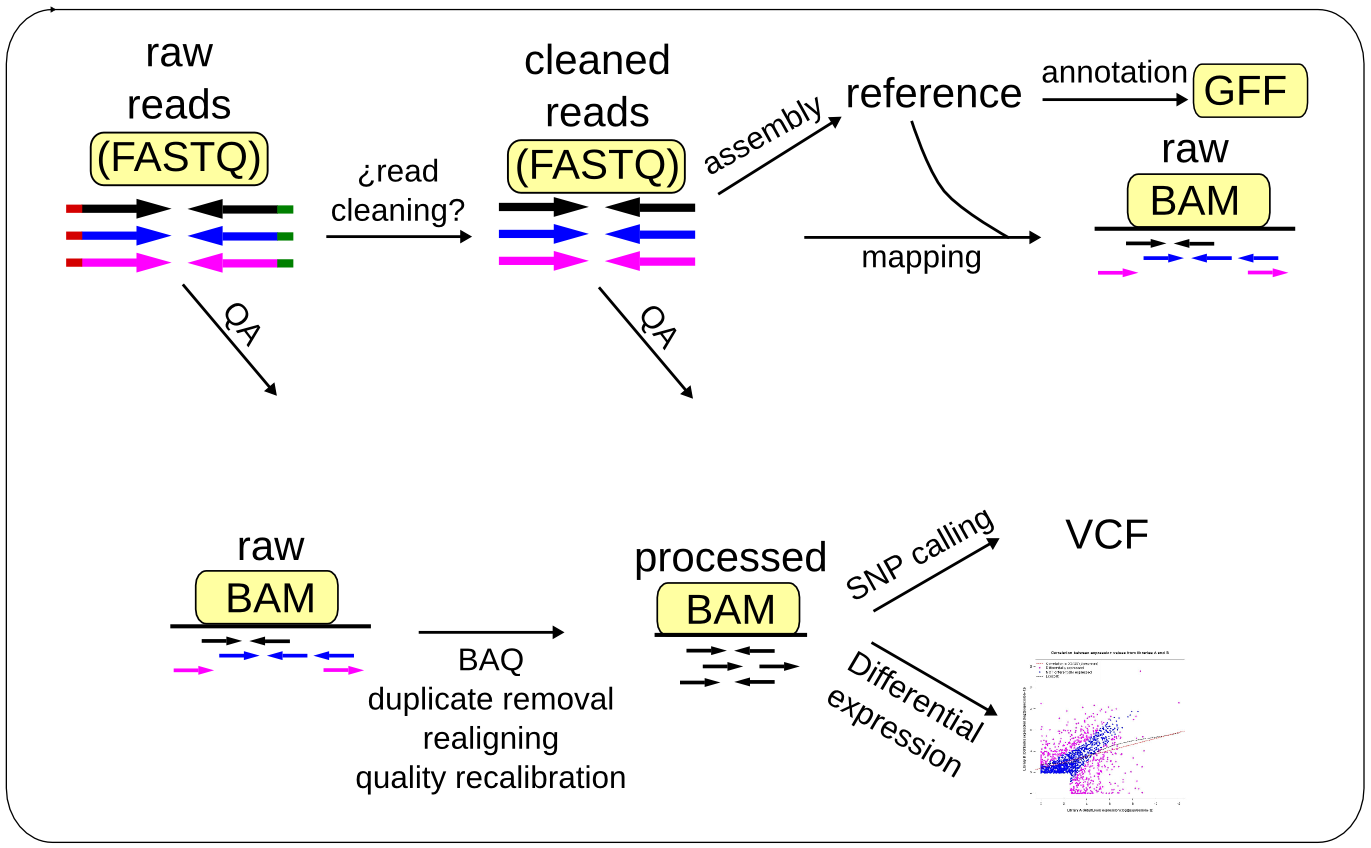 raw
reads
(FASTQ)
¿read
cleaning?
QA
cleaned
reads
(FASTQ)
QA
assembly
reference
annotation
GFF
mapping
raw
BAM
raw
BAM
BAQ
duplicate removal
realigning
quality recalibration
processed
BAM
SNP calling
VCF
Differential
expression
Correlation between expression values from libraries A and B